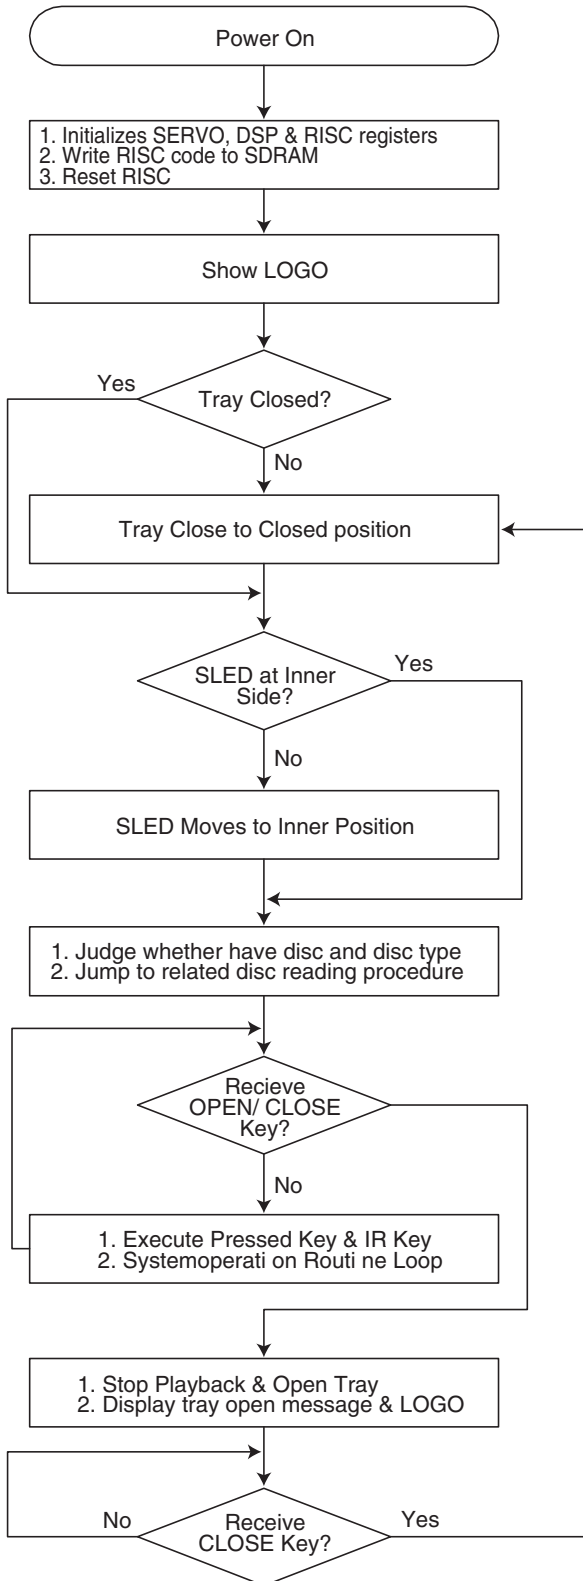 Power On
1. Initializes SERVO, DSP & RISC registers
2. Write RISC code to SDRAM
3. Reset RISC
Show LOGO
Yes
Tray Closed?
No
Tray Close to Closed position
SLED at Inner
Side?
Yes
No
SLED Moves to Inner Position
1. Judge whether have disc and disc type
2. Jump to related disc reading procedure
Recieve
OPEN/ CLOSE
Key?
No
1. Execute Pressed Key & IR Key
2. Systemoperati on Routi ne Loop
1. Stop Playback & Open Tray
2. Display tray open message & LOGO
No
Receive
CLOSE Key?
Yes